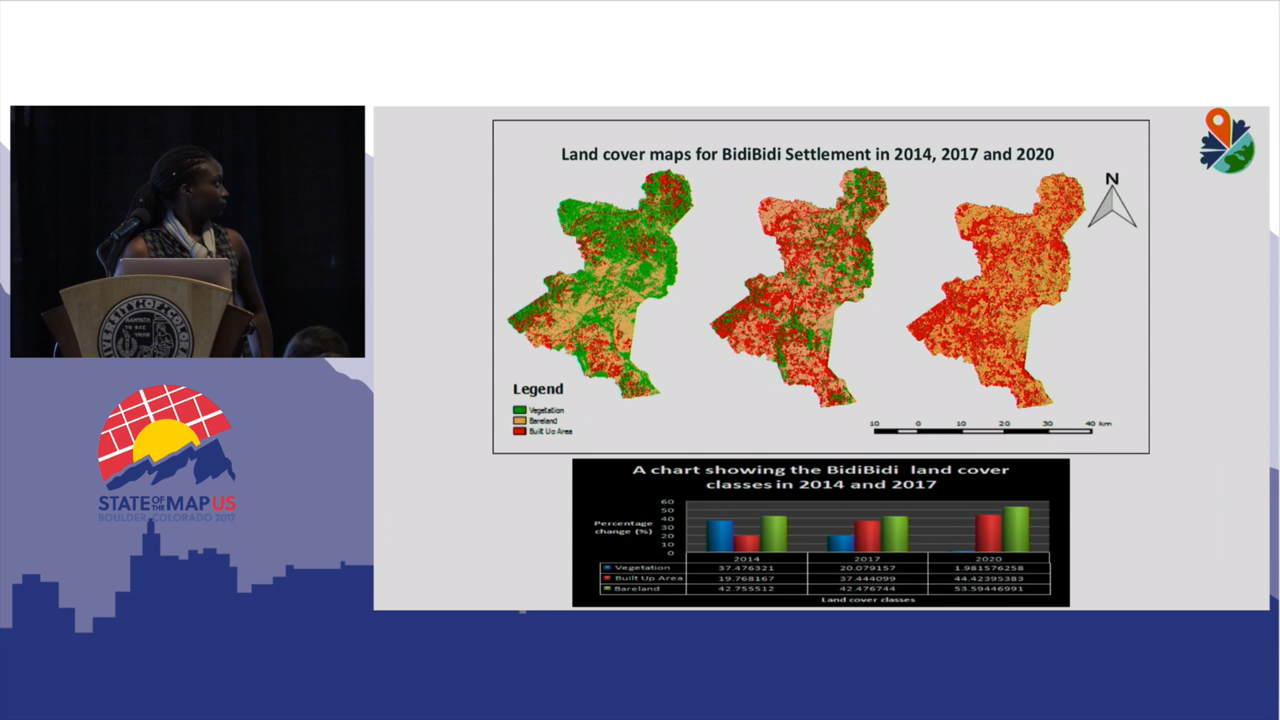 Land cover maps for BidiBidi Settlement in 2014, 2017 and 2020
N
Legend
Vegetation
Bareland
Built Up Area
10 0 10 20 30 40 km
A chart showing the BidiBidi land cover
classes in 2014 and 2017
Percentage
change (%)
60
50
40
30
20
10
0
2014 2017 2020
Vegetation 37.476321 20.079157 1.981576258
Built Up Area 19.768167 37.444099 44.42395383
Bareland 42.755512 42.476744 53.59446991
Land cover classes
UNIVERSITY OF COLORA
STATE OF THE MAP US
BOULDER, COLORADO 2017